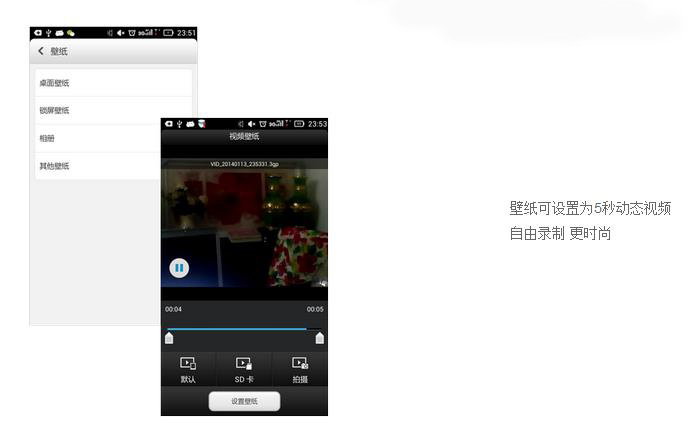 23:51
壁纸
桌面壁纸
锁屏壁纸
相册
其他壁纸
23:53
视频壁纸
VID_20140113_235331.3gp
00:04 00:05
默认 SD 卡 拍摄
设置壁纸
壁纸可设置为5秒动态视频
自由录制 更时尚